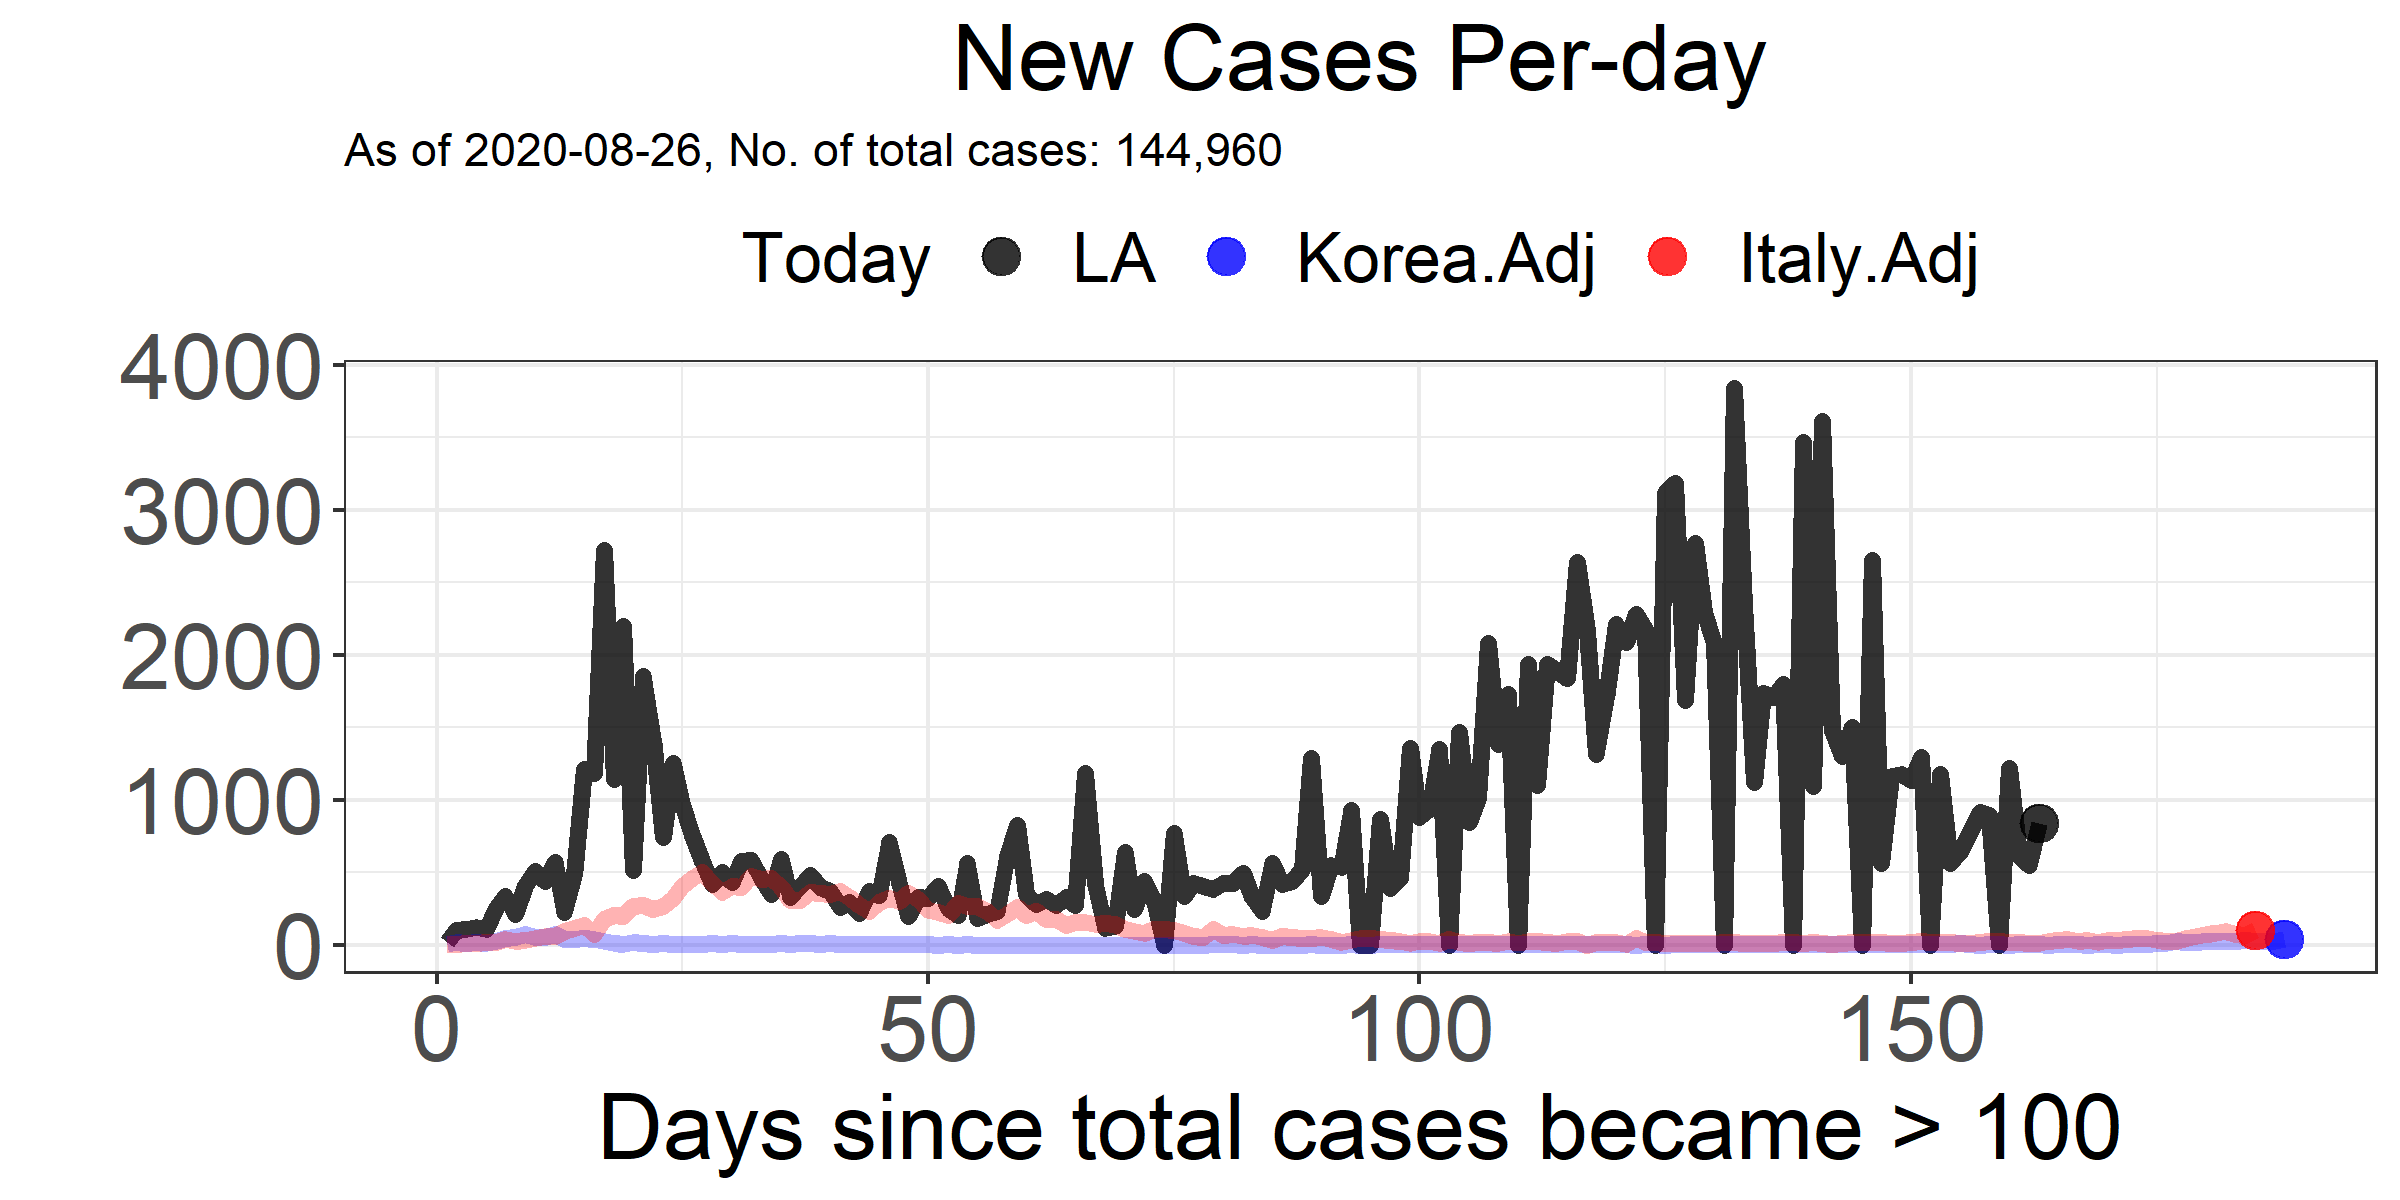 New Cases Per-day
As of 2020-08-26, No. of total cases: 144,960
Today LA Korea.Adj Italy.Adj
4000
3000
2000
1000
0
0 50 100 150
Days since total cases became > 100